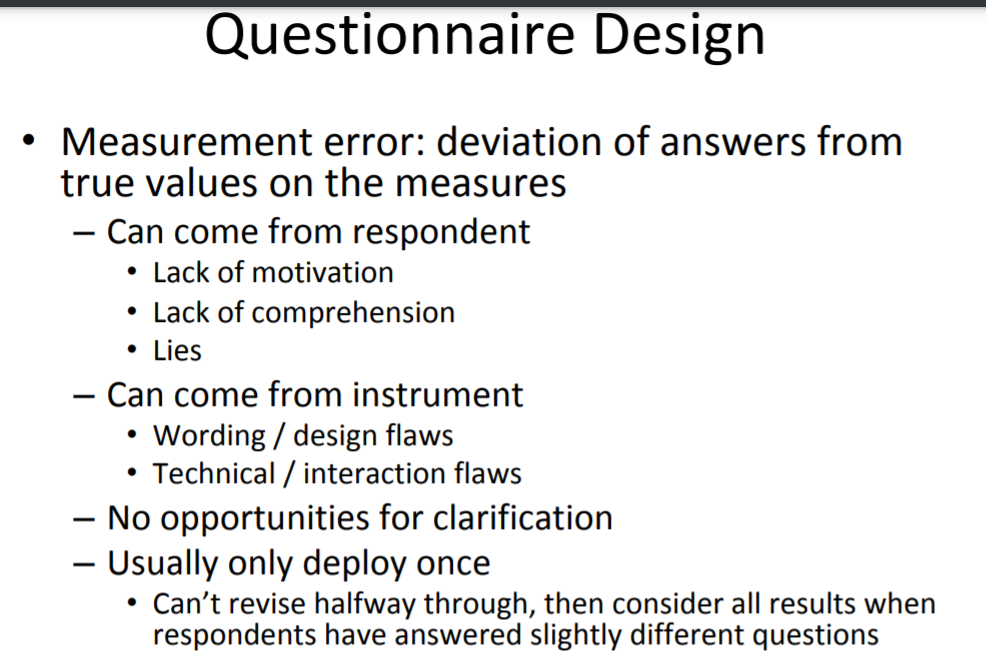 Questionnaire Design
• Measurement error: deviation of answers from
true values on the measures
– Can come from respondent
• Lack of motivation
• Lack of comprehension
• Lies
– Can come from instrument
• Wording / design flaws
• Technical / interaction flaws
– No opportunities for clarification
– Usually only deploy once
• Can’t revise halfway through, then consider all results when
respondents have answered slightly different questions